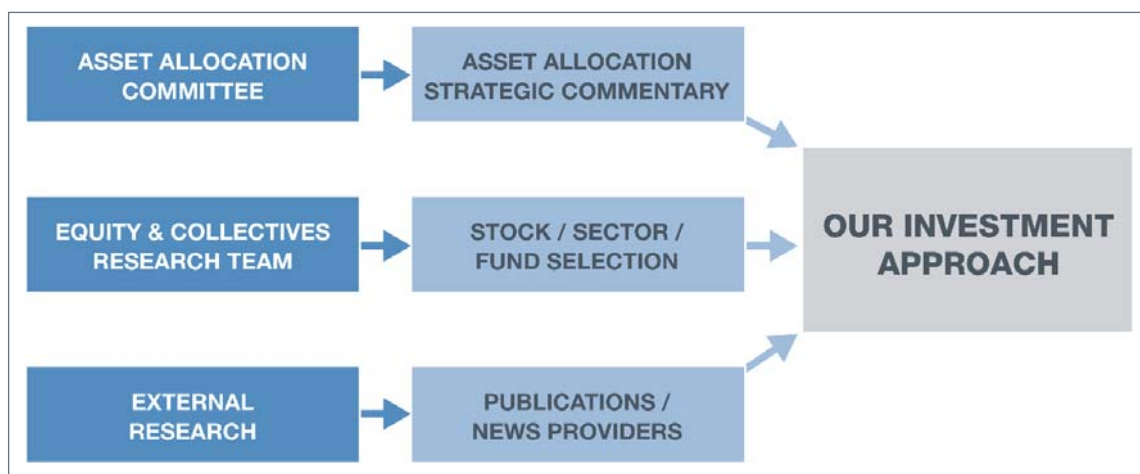 ASSET ALLOCATION
COMMITTEE
ASSET ALLOCATION
STRATEGIC COMMENTARY
EQUITY & COLLECTIVES
RESEARCH TEAM
STOCK / SECTOR /
FUND SELECTION
EXTERNAL
RESEARCH
PUBLICATIONS /
NEWS PROVIDERS
OUR INVESTMENT
APPROACH